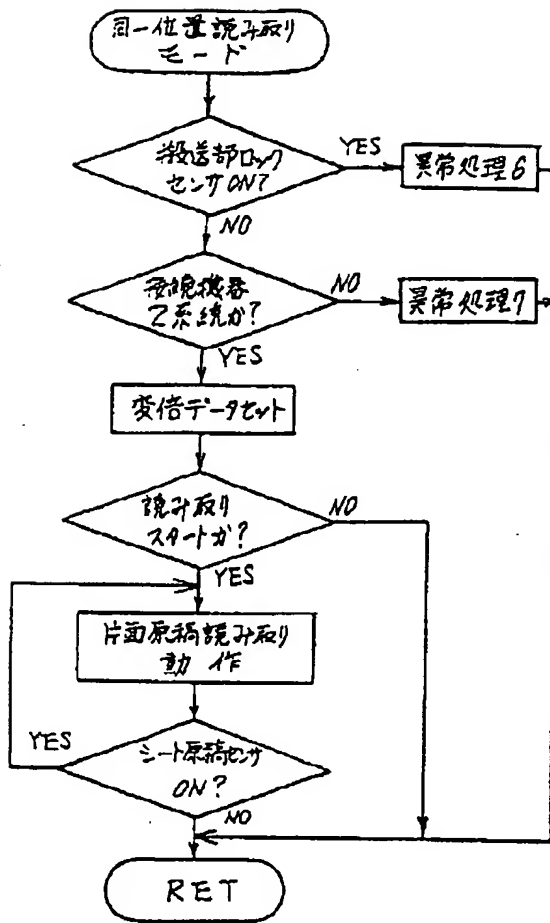 同一位置読み取り
モード
搬送部ロック
センサON?
YES
異常処理6
NO
接続機器
2系統か?
NO
異常処理7
YES
変倍データセット
読み取り
スタートか?
NO
YES
片面原稿読み取り
動作
YES
シート原稿センサ
ON?
NO
RET